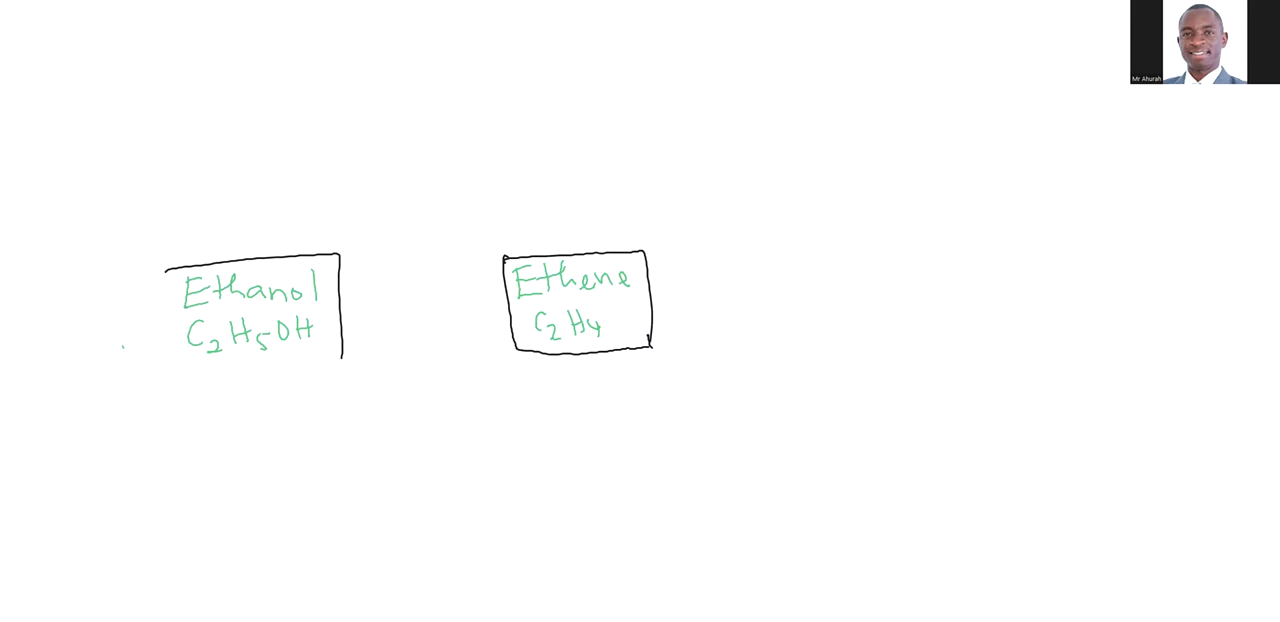 Mr Ahurah
Ethanol
C₂H₅OH
Ethene
C₂H₄